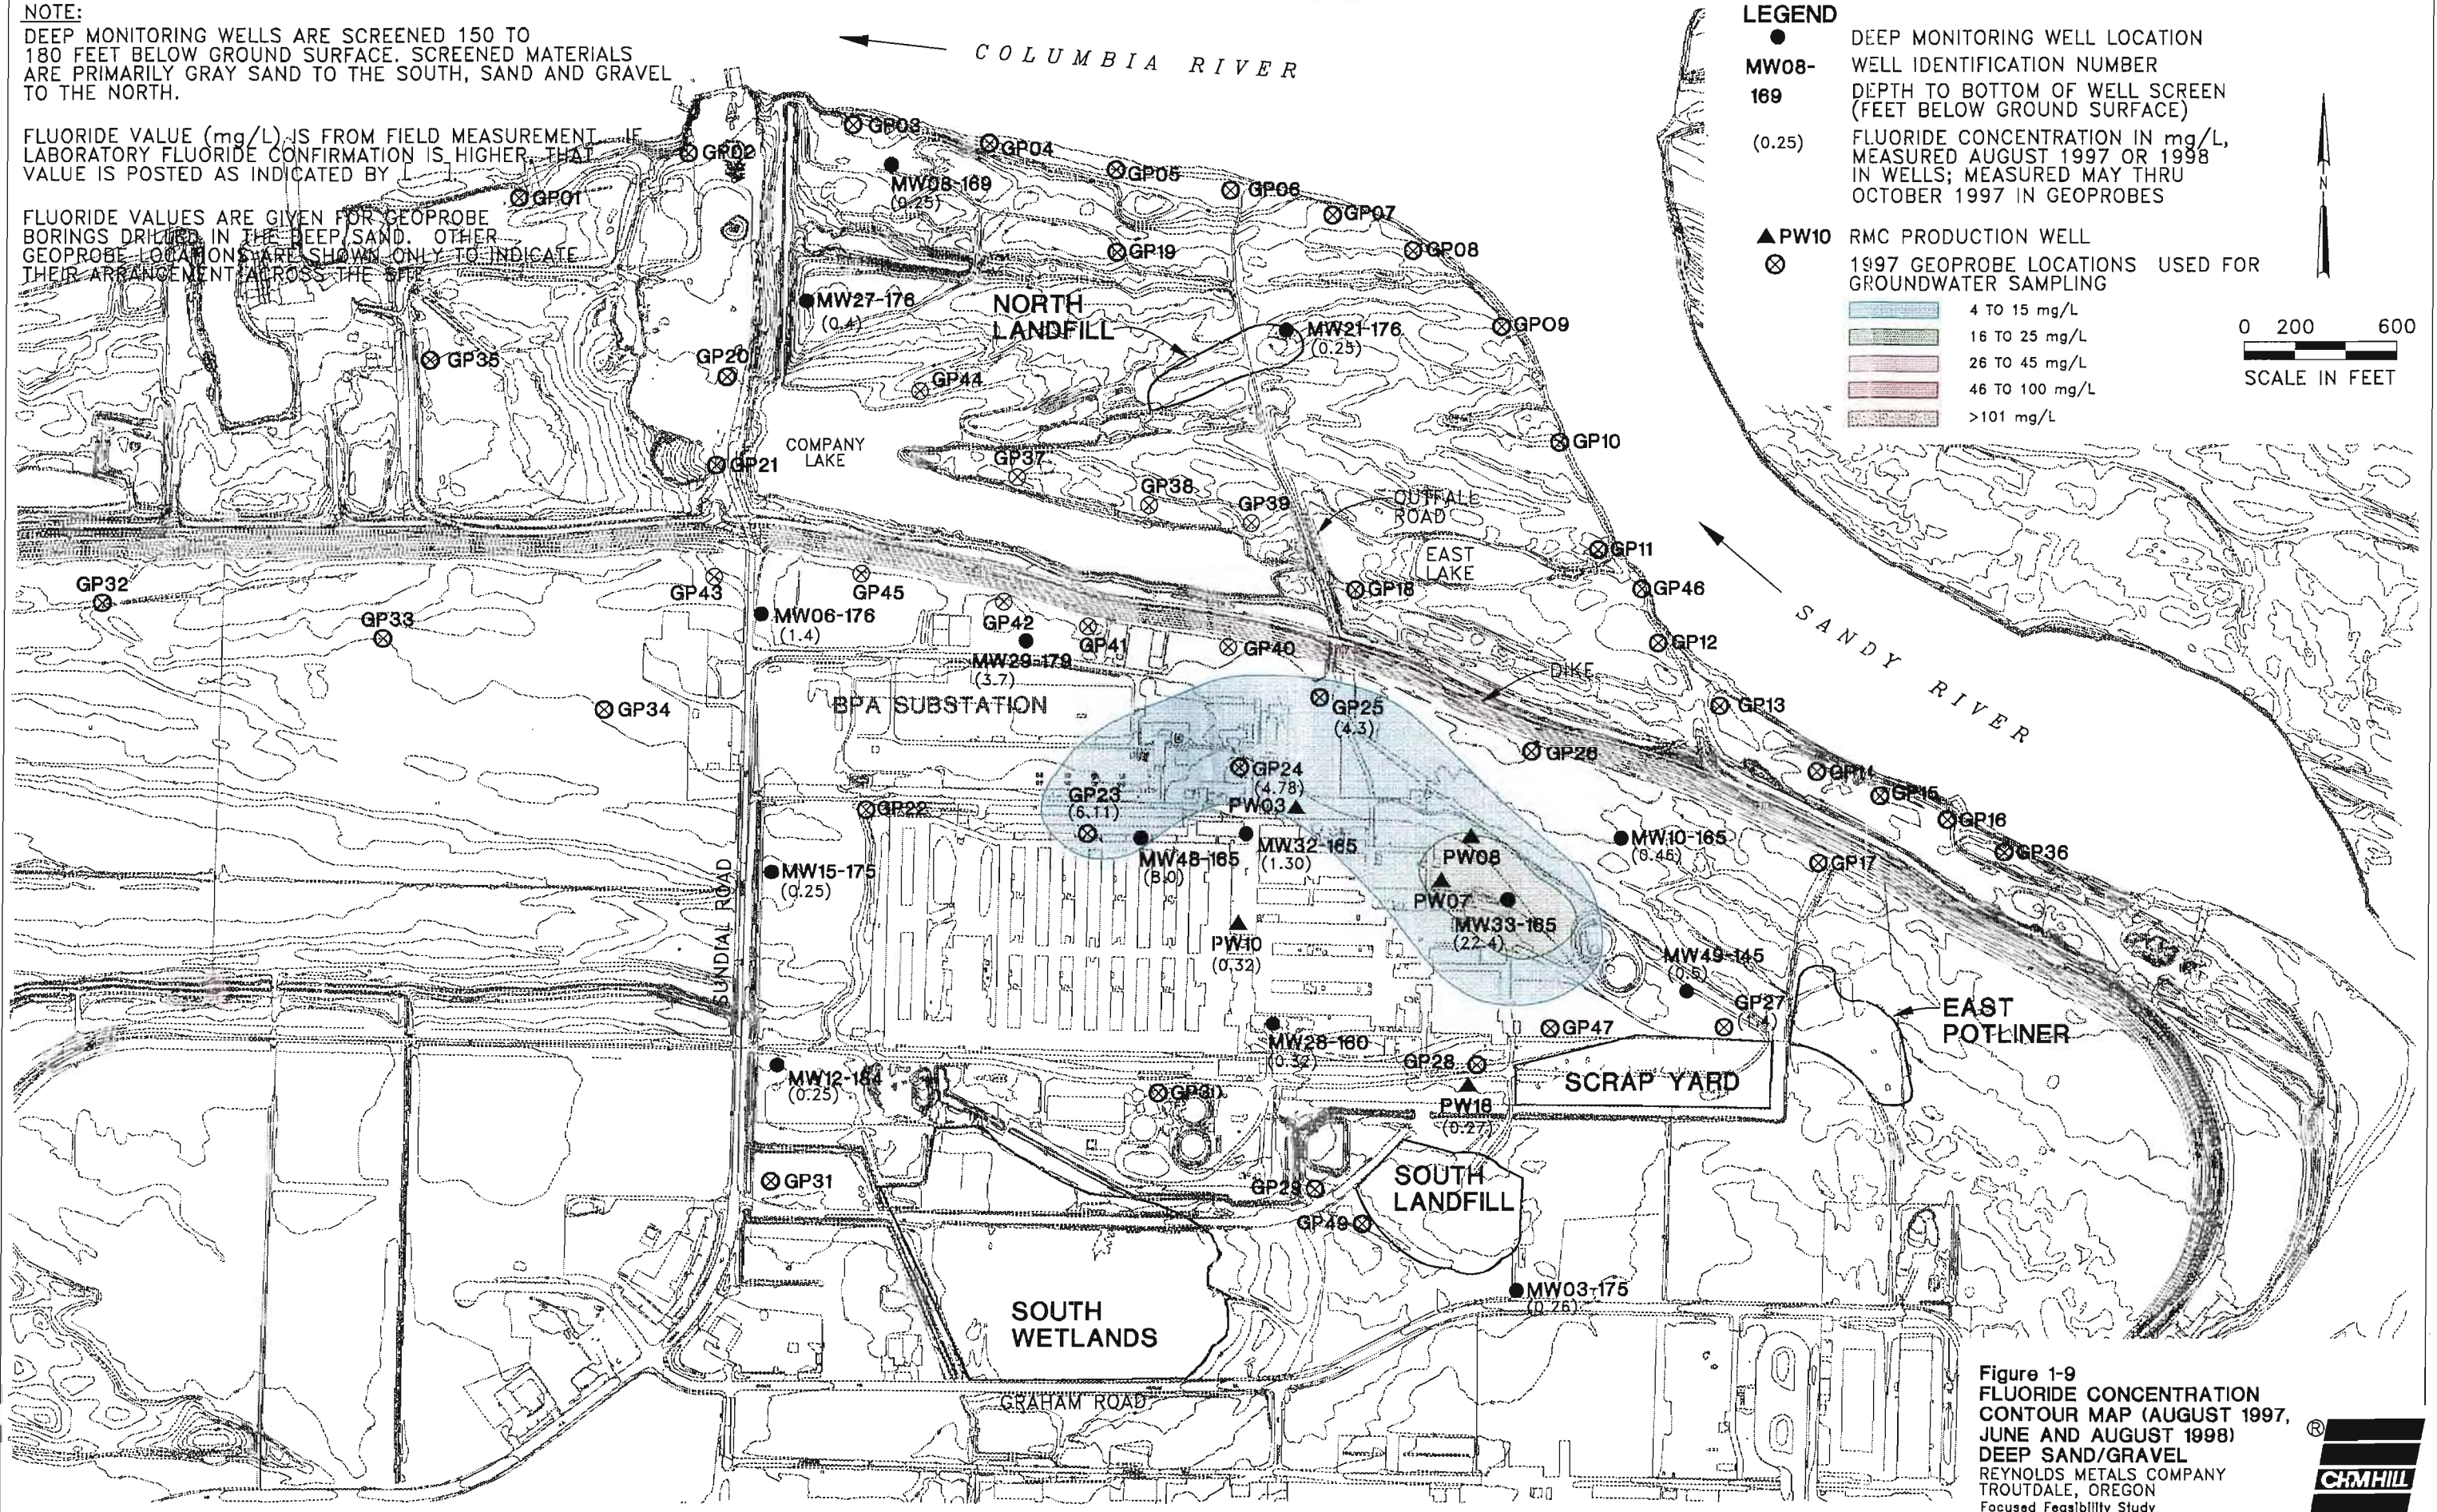 NOTE:
DEEP MONITORING WELLS ARE SCREENED 150 TO
180 FEET BELOW GROUND SURFACE. SCREENED MATERIALS
ARE PRIMARILY GRAY SAND TO THE SOUTH, SAND AND GRAVEL
TO THE NORTH.
FLUORIDE VALUE (mg/L) IS FROM FIELD MEASUREMENT. IF
LABORATORY FLUORIDE CONFIRMATION IS HIGHER, THAT
VALUE IS POSTED AS INDICATED BY
FLUORIDE VALUES ARE GIVEN FOR GEOPROBE
BORINGS DRILLED IN THE DEEP SAND. OTHER
GEOPROBE LOCATIONS ARE SHOWN ONLY TO INDICATE
THEIR ARRANGEMENT ACROSS THE SITE
COLUMBIA RIVER
LEGEND
DEEP MONITORING WELL LOCATION
MW08- WELL IDENTIFICATION NUMBER
169 DEPTH TO BOTTOM OF WELL SCREEN
(FEET BELOW GROUND SURFACE)
(0.25) FLUORIDE CONCENTRATION IN mg/L,
MEASURED AUGUST 1997 OR 1998
IN WELLS; MEASURED MAY THRU
OCTOBER 1997 IN GEOPROBES
PW10 RMC PRODUCTION WELL
1997 GEOPROBE LOCATIONS USED FOR
GROUNDWATER SAMPLING
4 TO 15 mg/L
16 TO 25 mg/L
26 TO 45 mg/L
46 TO 100 mg/L
>101 mg/L
N
0 200 600
SCALE IN FEET
GP03
GP04
GP02
GP05
GP01
MW08-169
(0.25)
GP06
GP07
GP19
GP08
MW27-176
(0.4)
NORTH
LANDFILL
MW21-176
(0.25)
GP09
GP35
GP20
GP44
GP10
COMPANY
LAKE
GP21
GP37
GP38
GP39
OUTFALL
ROAD
EAST
LAKE
GP11
GP46
GP18
GP32
GP33
GP43
GP45
MW06-176
(1.4)
GP42
MW29-179
(3.7)
GP41
GP40
GP12
DIKE
SANDY RIVER
GP34
BPA SUBSTATION
GP25
(4.3)
GP13
GP26
GP14
GP15
GP16
GP36
GP24
(4.78)
PW03
GP23
(6.11)
GP22
MW48-165
(8.0)
MW32-165
(1.30)
PW08
MW10-165
(0.45)
GP17
MW15-175
(0.25)
SUNDIAL ROAD
PW07
MW33-165
(22.4)
PW10
(0.32)
MW49-145
(0.5)
GP27
GP47
EAST
POTLINER
MW28-160
(0.32)
GP28
MW12-184
(0.25)
SCRAP YARD
PW18
(0.27)
GP31
GP29
SOUTH
LANDFILL
GP49
MW03-175
(0.26)
SOUTH
WETLANDS
GRAHAM ROAD
Figure 1-9
FLUORIDE CONCENTRATION
CONTOUR MAP (AUGUST 1997,
JUNE AND AUGUST 1998)
DEEP SAND/GRAVEL
REYNOLDS METALS COMPANY
TROUTDALE, OREGON
Focused Feasibility Study
®
CH2MHILL